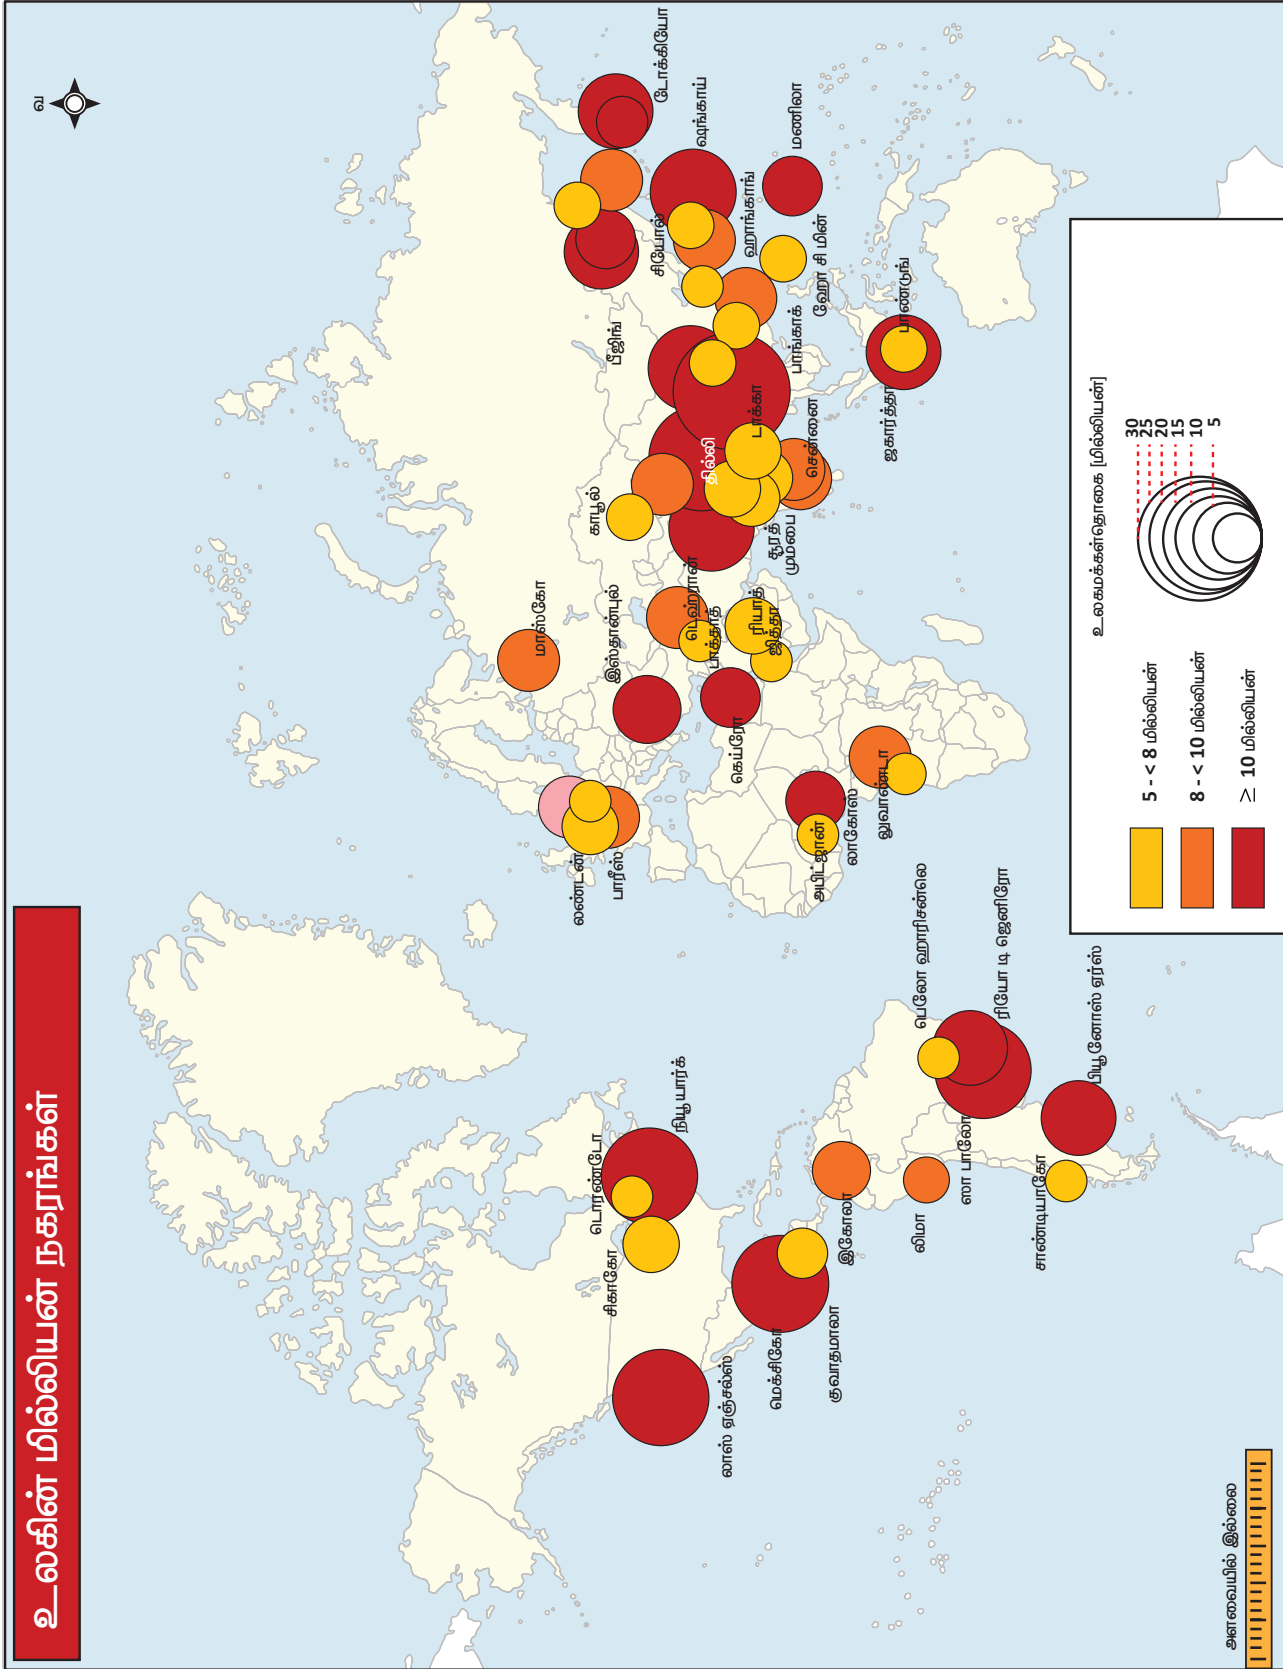 உலகின் மில்லியன் நகரங்கள்
வ
டோக்கியோ
ஷங்காய்
மணிலா
சியோல்
ஹாங்காங்
ஹோ சி மின்
பீஜிங்
பாங்காக்
பாண்டுங்
ஜகார்த்தா
டாக்கா
தில்லி
சென்னை
காபூல்
சூரத்
மும்பை
மாஸ்கோ
இஸ்தான்புல்
டெஹ்ரான்
பாக்தாத்
ரியாத்
ஜித்தா
கெய்ரோ
லண்டன்
பாரீஸ்
அபிட்ஜான்
லாகோஸ்
லுவாண்டா
டொரண்டோ
நியூ யார்க்
சிகாகோ
லாஸ் ஏஞ்சல்ஸ்
மெக்சிகோ
குவாதமாலா
இகோலா
லிமா
பெலோ ஹாரிசன்லெ
ரியோ டி ஜெனிரோ
ஸா பாலோ
சாண்டியாகோ
பியூனோஸ் ஏர்ஸ்
உலகமக்கள்தொகை [மில்லியன்]
30
25
20
15
10
5
5 - < 8 மில்லியன்
8 - < 10 மில்லியன்
≥ 10 மில்லியன்
அளவையில் இல்லை